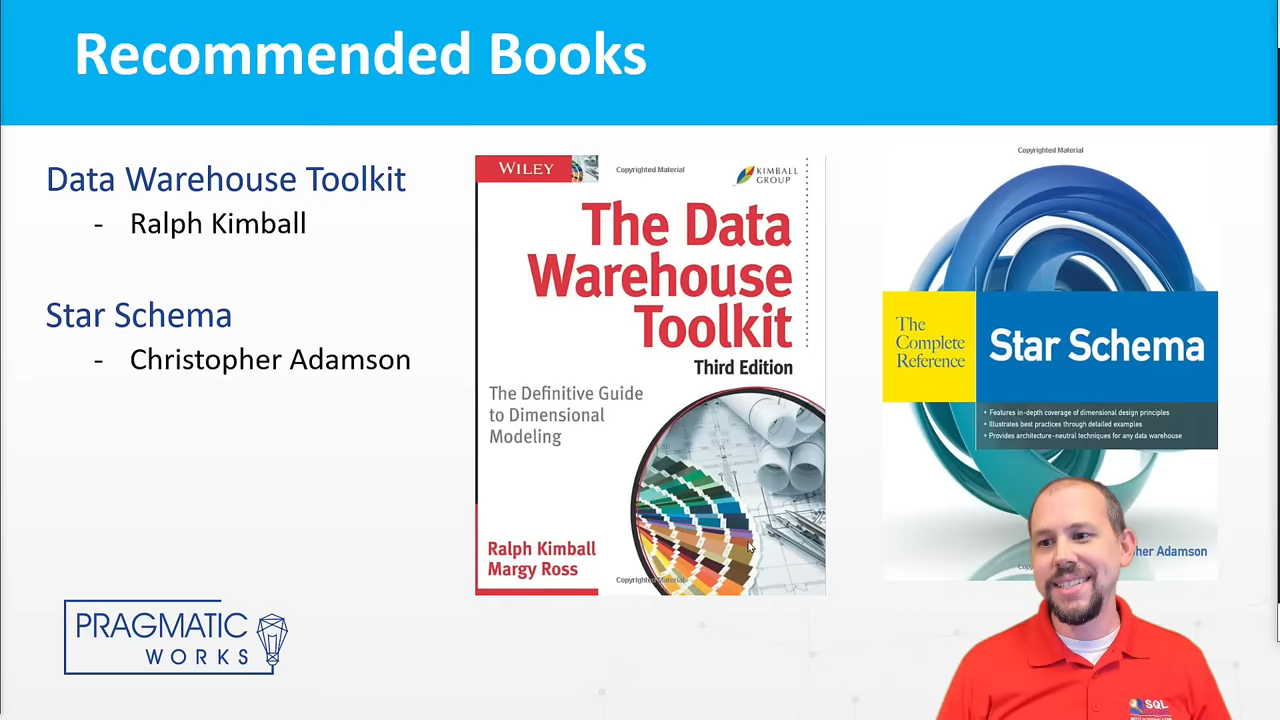 Recommended Books
Data Warehouse Toolkit
- Ralph Kimball
Star Schema
- Christopher Adamson
PRAGMATIC
WORKS
WILEY
Copyrighted Material
KIMBALL
GROUP
The Data
Warehouse
Toolkit
Third Edition
The Definitive Guide
to Dimensional
Modeling
Ralph Kimball
Margy Ross
Copyrighted Material
Copyrighted Material
The
Complete
Reference
Star Schema
• Features in-depth coverage of dimensional design principles
• Illustrates best practices through detailed examples
• Provides architecture-neutral techniques for any data warehouse
her Adamson
SQL